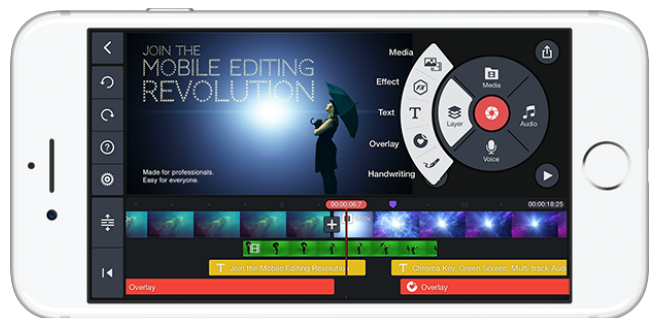 JOIN THE
MOBILE EDITING
REVOLUTION
Made for professionals.
Easy for everyone.
Media
Effect
Text
Overlay
Handwriting
Media
Layer
Audio
Voice
00:00:06:7
00:00:18:25
T Join the Mobile Editing Revolutio
T Chroma Key, Green Screen, Multi-track Aud
Overlay
Overlay